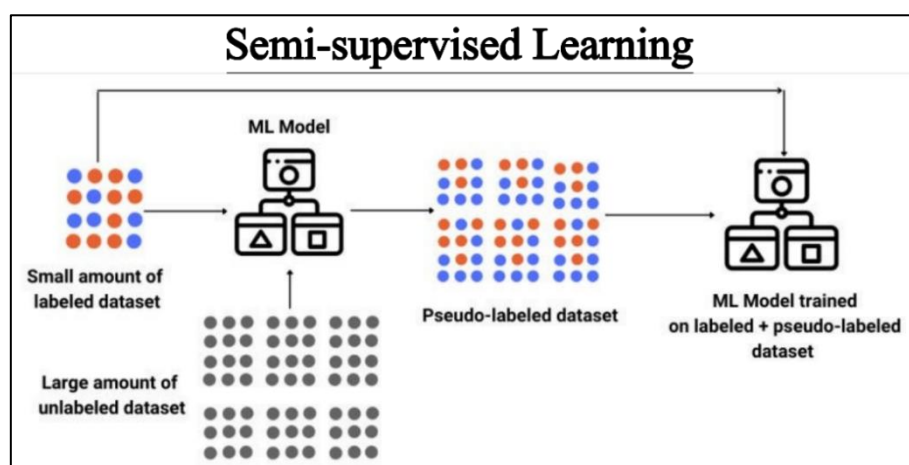 Semi-supervised Learning
ML Model
Small amount of
labeled dataset
Large amount of
unlabeled dataset
Pseudo-labeled dataset
ML Model trained
on labeled + pseudo-labeled
dataset